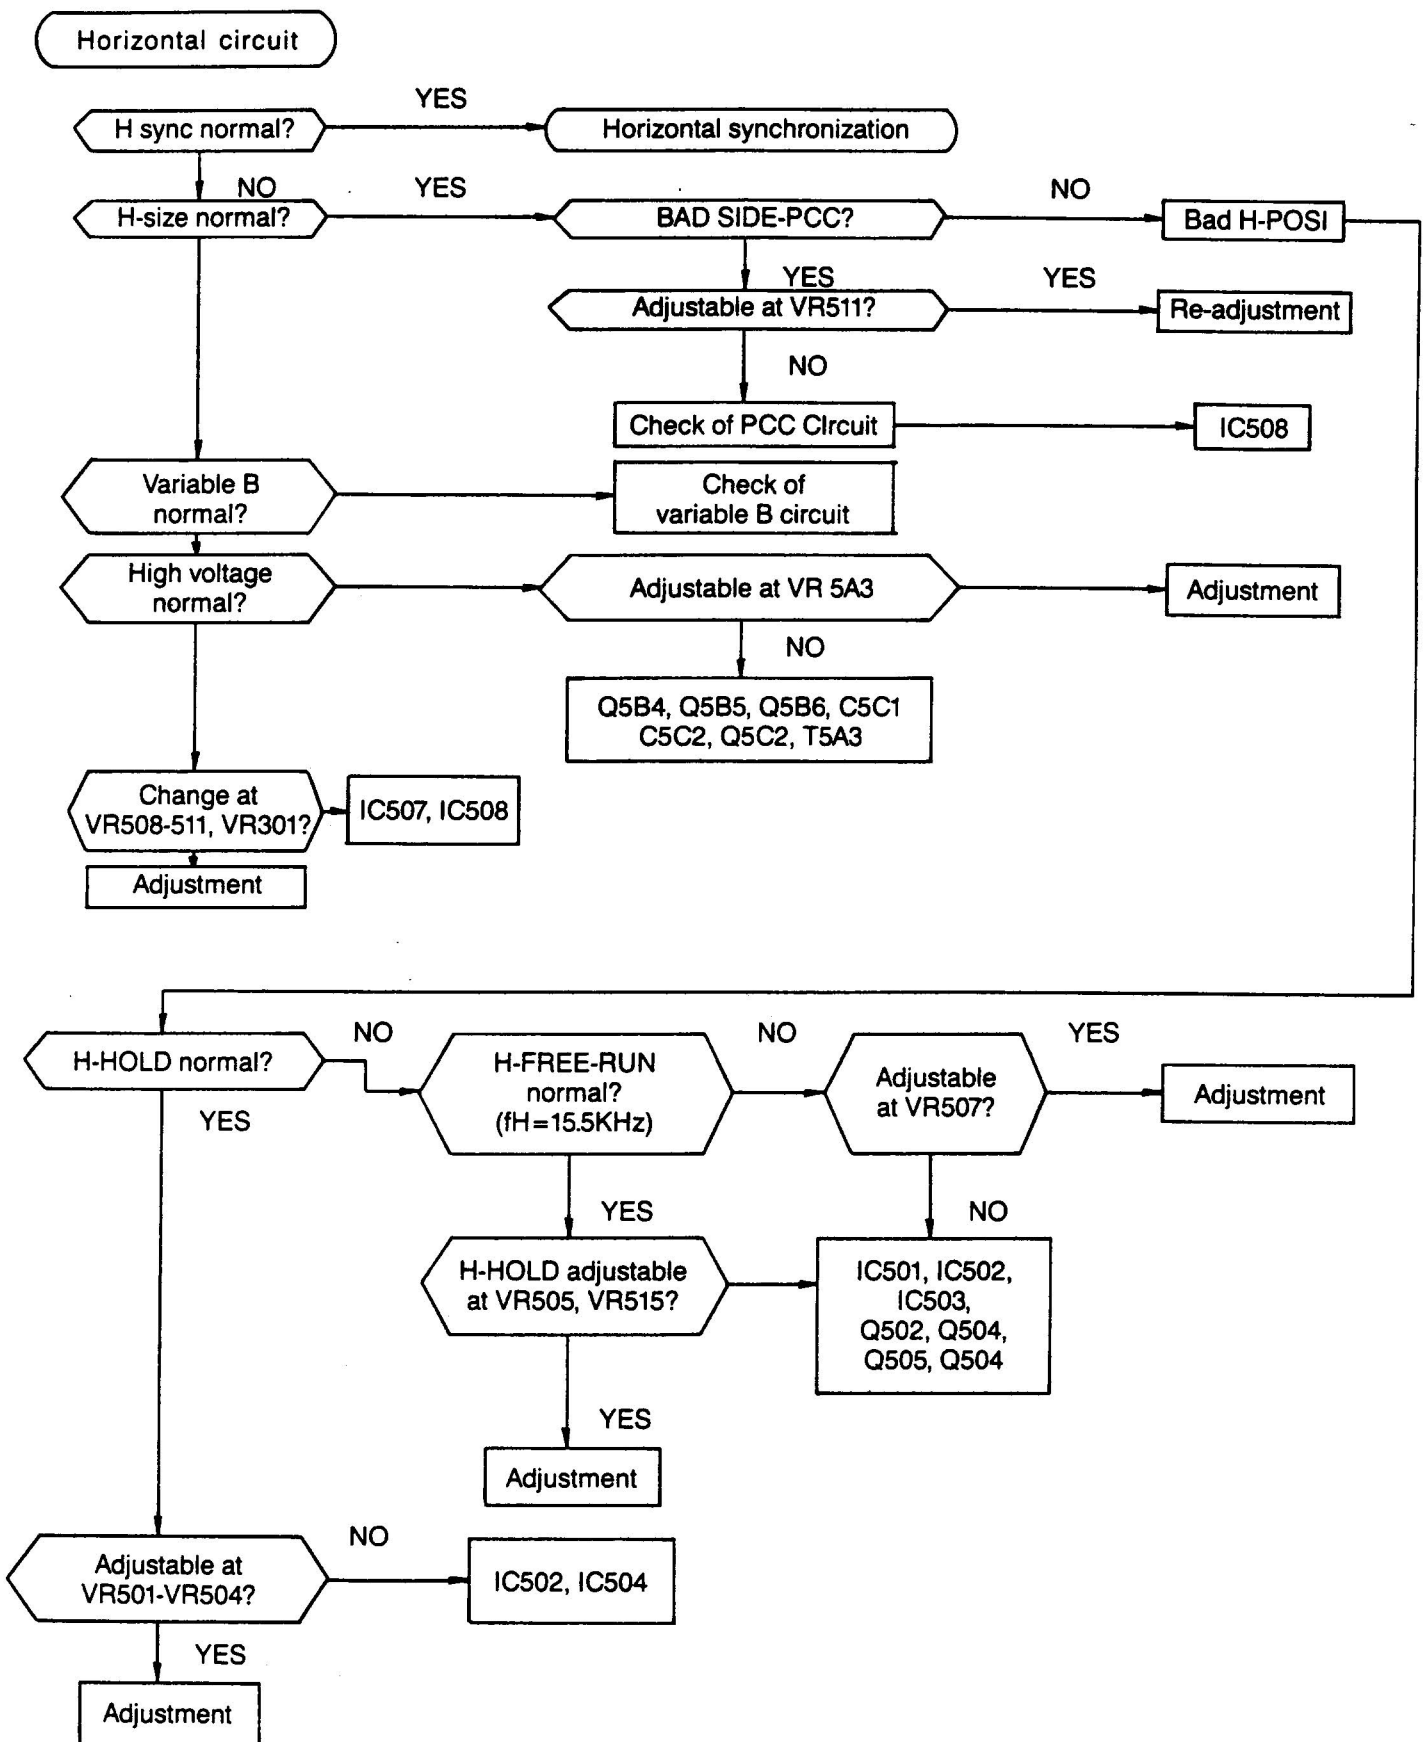 Horizontal circuit
YES
H sync normal?
Horizontal synchronization
NO
YES
NO
H-size normal?
BAD SIDE-PCC?
Bad H-POSI
YES
YES
Adjustable at VR511?
Re-adjustment
NO
Check of PCC CIrcuit
IC508
Variable B
normal?
Check of
variable B circuit
High voltage
normal?
Adjustable at VR 5A3
Adjustment
NO
Q5B4, Q5B5, Q5B6, C5C1
C5C2, Q5C2, T5A3
Change at
VR508-511, VR301?
IC507, IC508
Adjustment
NO
NO
YES
H-HOLD normal?
H-FREE-RUN
normal?
(fH=15.5KHz)
Adjustable
at VR507?
Adjustment
YES
YES
NO
H-HOLD adjustable
at VR505, VR515?
IC501, IC502,
IC503,
Q502, Q504,
Q505, Q504
YES
Adjustment
NO
Adjustable at
VR501-VR504?
IC502, IC504
YES
Adjustment